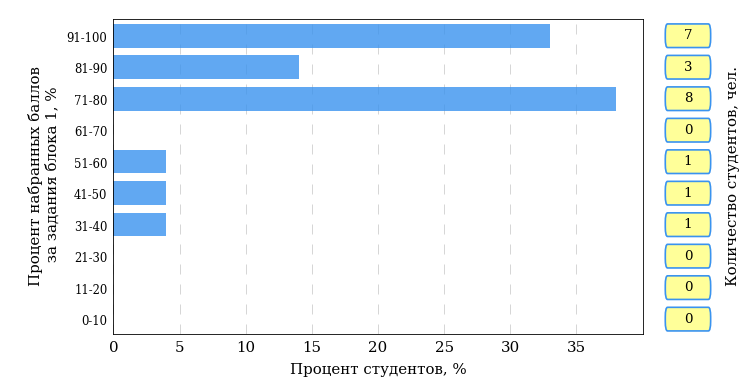 Процент набранных баллов
за задания блока 1, %
91-100 7
81-90 3
71-80 8
61-70 0
51-60 1
41-50 1
31-40 1
21-30 0
11-20 0
0-10 0
0 5 10 15 20 25 30 35
Процент студентов, %
Количество студентов, чел.